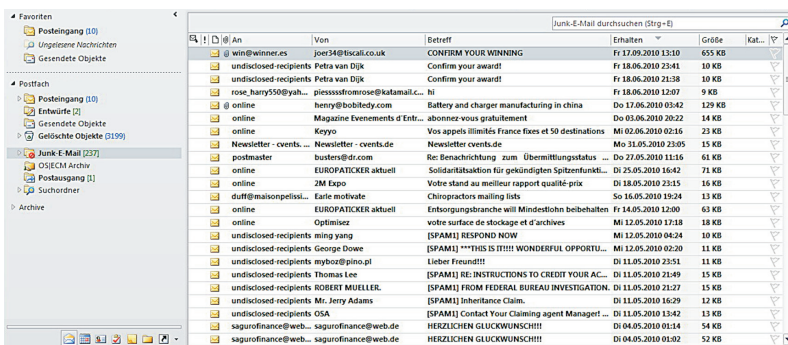 Favoriten
Posteingang (10)
Ungelesene Nachrichten
Gesendete Objekte
Postfach
Posteingang (10)
Entwürfe [2]
Gesendete Objekte
Gelöschte Objekte (3199)
Junk-E-Mail [237]
OS|ECM Archiv
Postausgang [1]
Suchordner
Archive
Junk-E-Mail durchsuchen (Strg+E)
! An Von Betreff Erhalten Größe Kat...
win@winner.es joer34@tiscali.co.uk CONFIRM YOUR WINNING Fr 17.09.2010 13:10 655 KB
undisclosed-recipients Petra van Dijk Confirm your award! Fr 18.06.2010 23:41 10 KB
undisclosed-recipients Petra van Dijk Confirm your award! Fr 18.06.2010 21:38 10 KB
rose_harry550@yah... piesssssfromrose@katamail.c... hi Fr 18.06.2010 12:07 9 KB
online henry@bobitedy.com Battery and charger manufacturing in china Do 17.06.2010 03:42 129 KB
online Magazine Evenements d'Entr... abonnez-vous gratuitement Do 03.06.2010 20:22 14 KB
online Keyyo Vos appels illimités France fixes et 50 destinations Mi 02.06.2010 02:16 23 KB
Newsletter - cvents. ... Newsletter - cvents.de Newsletter cvents.de Mo 31.05.2010 23:05 15 KB
postmaster busters@dr.com Re: Benachrichtung zum Übermittlungsstatus ... Do 27.05.2010 11:16 61 KB
online EUROPATICKER aktuell Solidaritätsaktion für gekündigten Spitzenfunkti... Di 25.05.2010 16:42 71 KB
online 2M Expo Votre stand au meilleur rapport qualité-prix Di 18.05.2010 23:15 16 KB
duff@maisonpelissi... Earle motivate Chiropractors mailing lists So 16.05.2010 19:24 13 KB
online EUROPATICKER aktuell Entsorgungsbranche will Mindestlohn beibehalten Fr 14.05.2010 12:00 63 KB
online Optimisez votre surface de stockage et d'archives Mi 12.05.2010 17:18 18 KB
undisclosed-recipients ming yang [SPAM1] RESPOND NOW Mi 12.05.2010 04:24 10 KB
undisclosed-recipients George Dowe [SPAM1] ***THIS IS IT!!!! WONDERFUL OPPORTU... Mi 12.05.2010 02:20 11 KB
undisclosed-recipients myboz@pino.pl Lieber Freund!!! Di 11.05.2010 23:51 11 KB
undisclosed-recipients Thomas Lee [SPAM1] RE: INSTRUCTIONS TO CREDIT YOUR AC... Di 11.05.2010 21:49 15 KB
undisclosed-recipients ROBERT MUELLER. [SPAM1] FROM FEDERAL BUREAU INVESTIGATION. Di 11.05.2010 21:27 15 KB
undisclosed-recipients Mr. Jerry Adams [SPAM1] Inheritance Claim. Di 11.05.2010 16:29 12 KB
undisclosed-recipients OSA [SPAM1] Contact Your Claiming agent Manager! ... Di 11.05.2010 13:42 13 KB
sagurofinance@web... sagurofinance@web.de HERZLICHEN GLUCKWUNSCH!!! Di 04.05.2010 01:14 54 KB
sagurofinance@web... sagurofinance@web.de HERZLICHEN GLUCKWUNSCH!!! Di 04.05.2010 01:02 52 KB